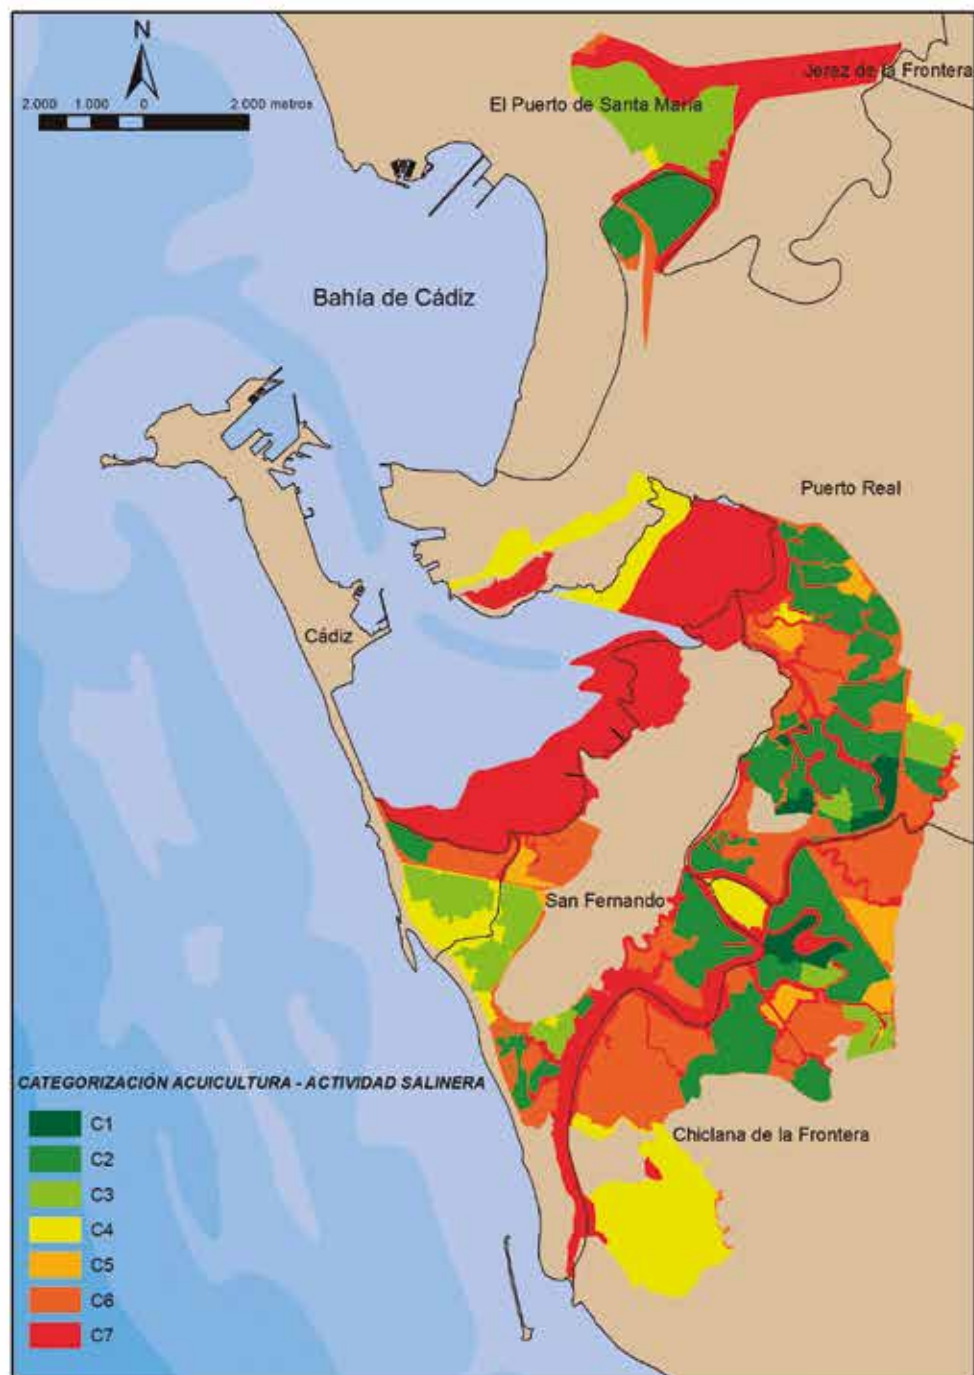 N
2.000 1.000 0 2.000 metros
Jerez de la Frontera
El Puerto de Santa María
Bahía de Cádiz
Puerto Real
Cádiz
San Fernando
CATEGORIZACIÓN ACUICULTURA - ACTIVIDAD SALINERA
C1
C2
C3
C4
C5
C6
C7
Chiclana de la Frontera